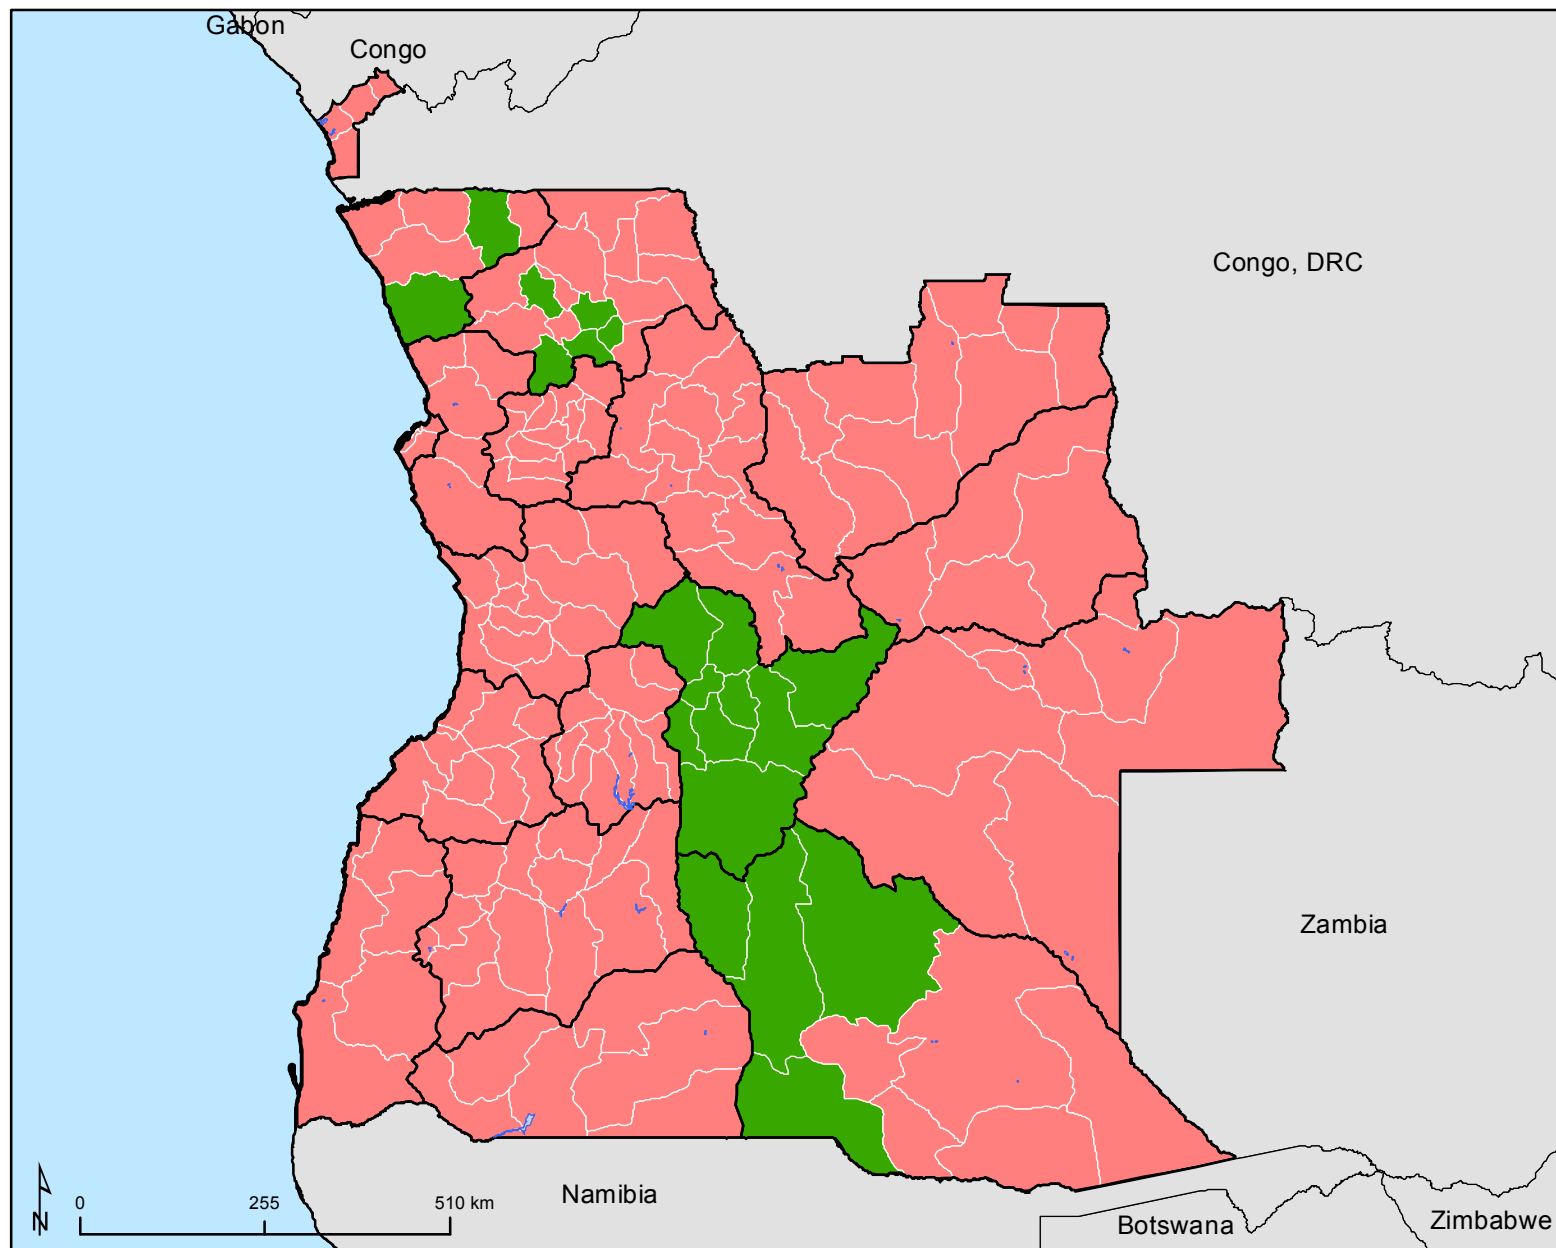 Gabon
Congo
Congo, DRC
Zambia
Namibia
Botswana
Zimbabwe
N
0 255 510 km